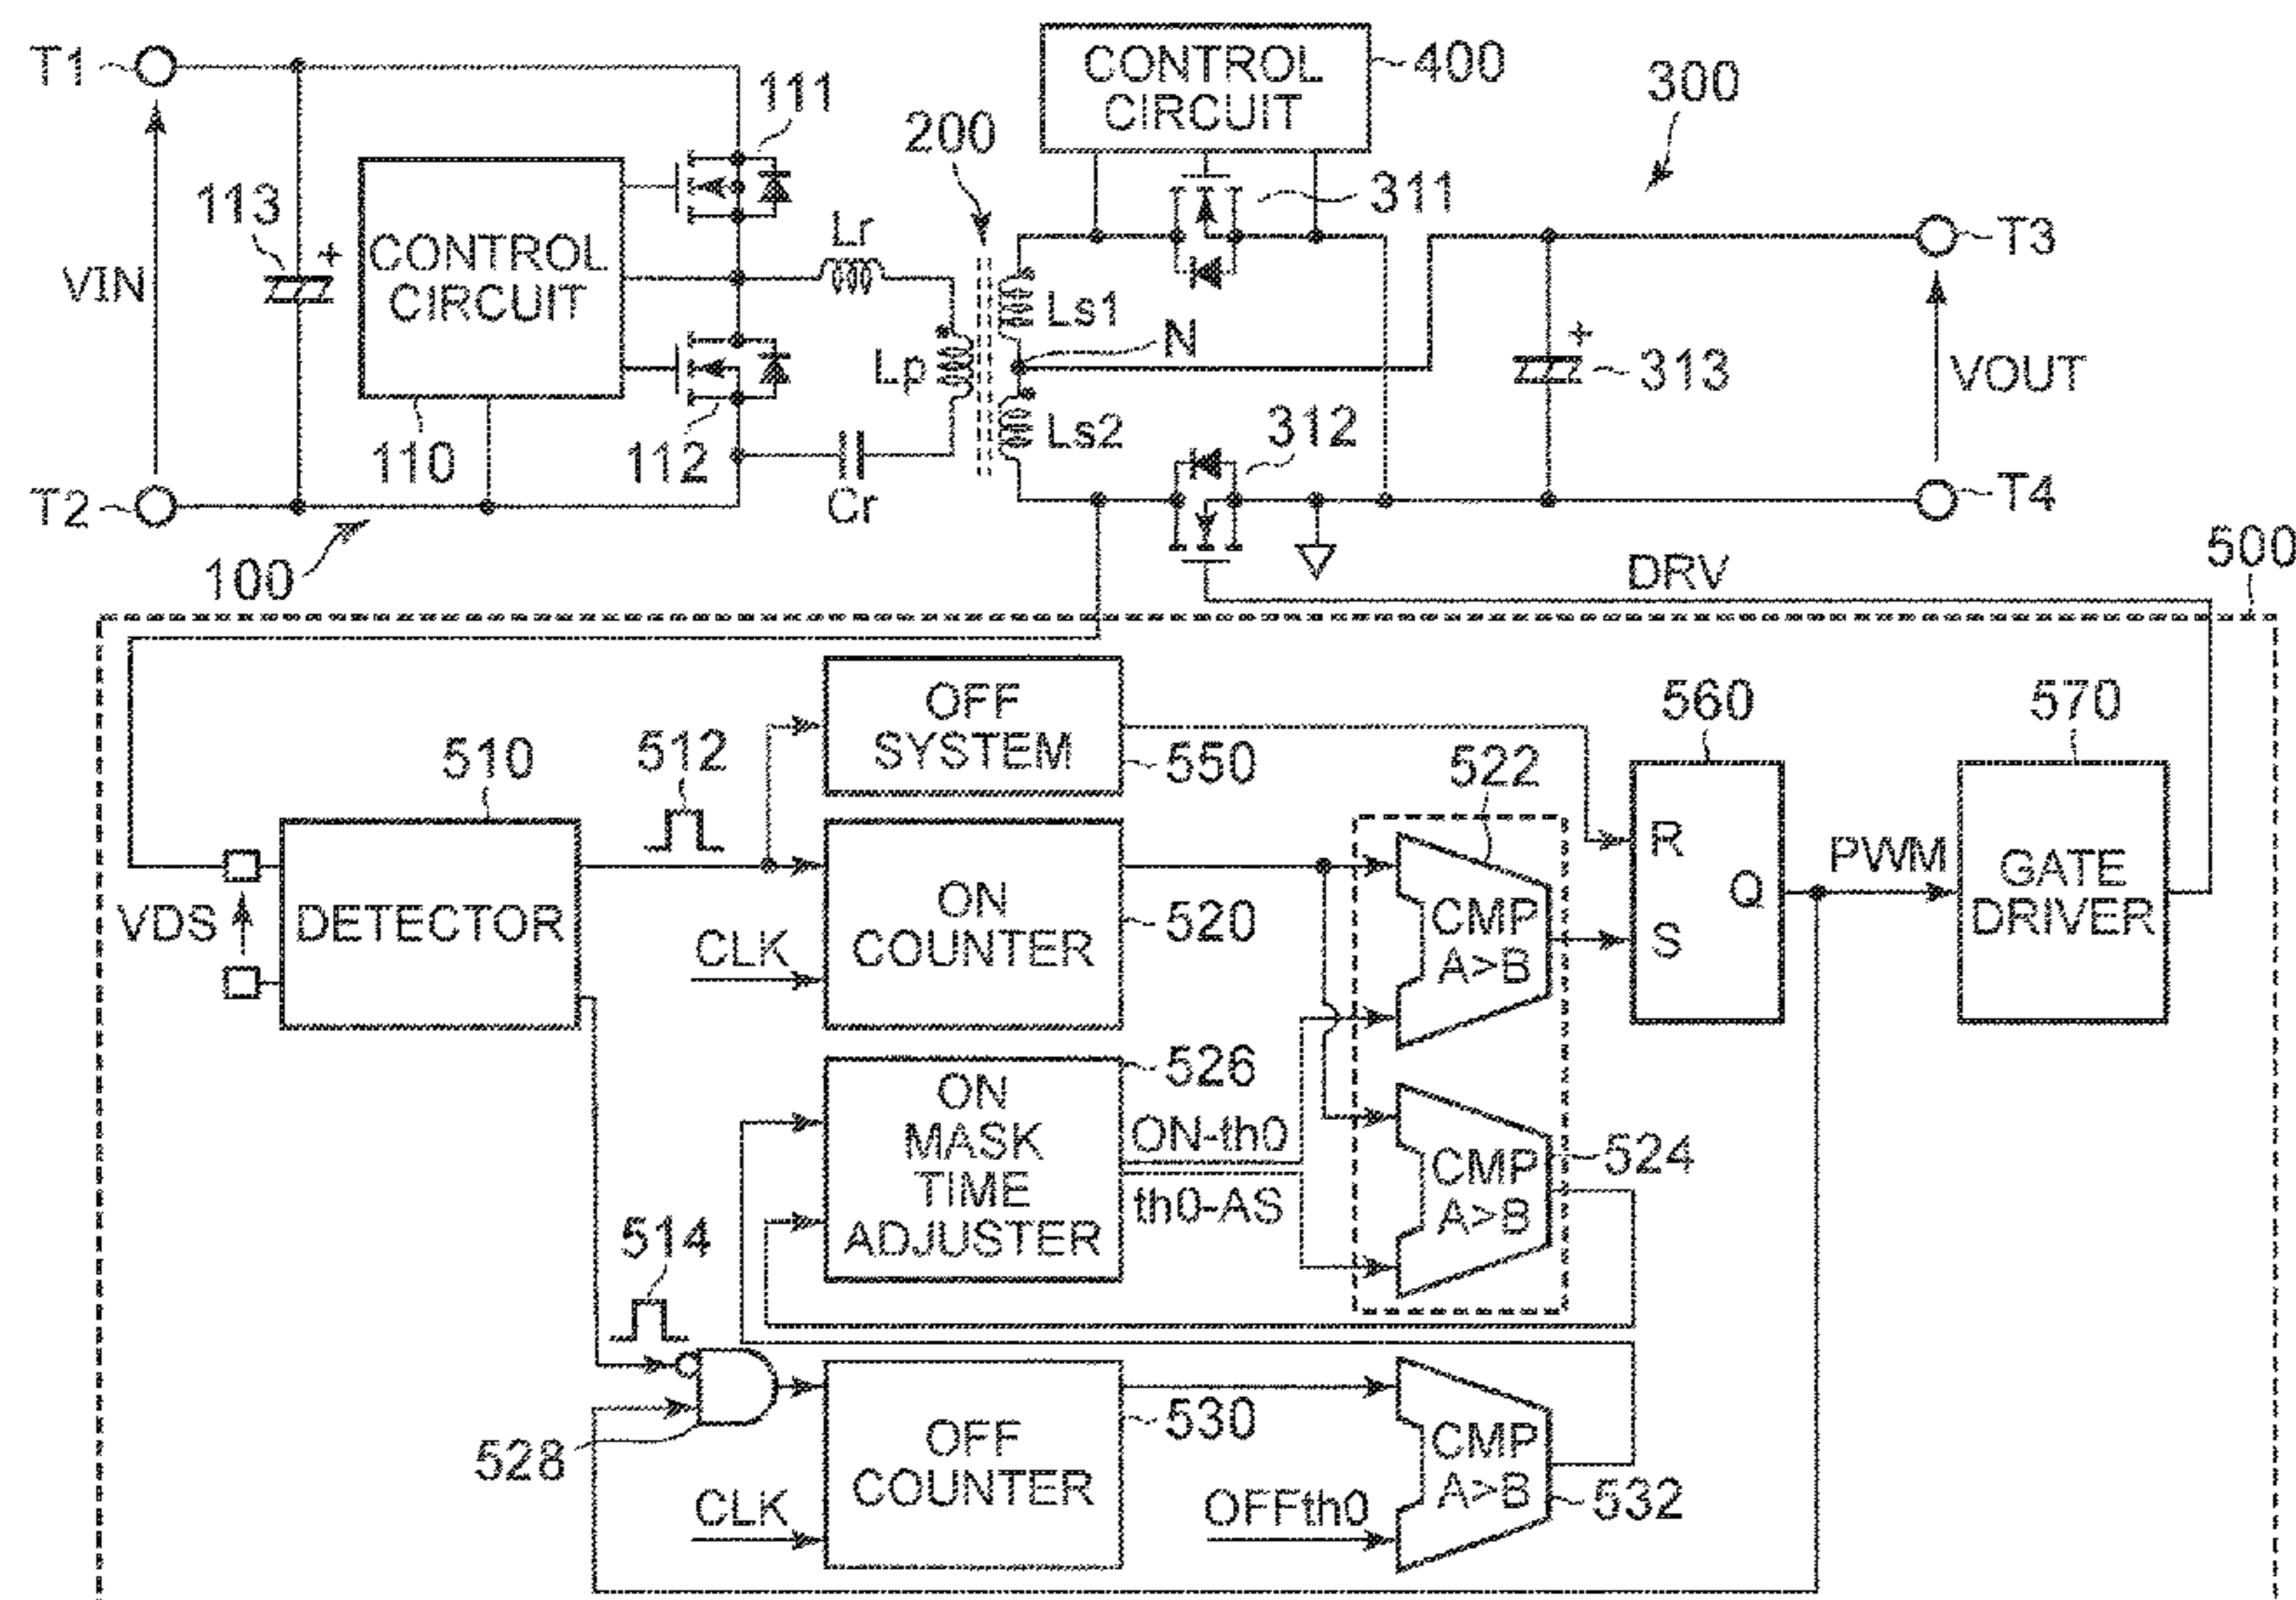 T1
VIN
T2
113
+
CONTROL
CIRCUIT
110
111
112
100
Lr
Lp
Cr
200
Ls1
N
Ls2
CONTROL
CIRCUIT
400
311
312
300
+
313
T3
VOUT
T4
DRV
500
VDS
510
DETECTOR
512
514
OFF
SYSTEM
550
CLK
ON
COUNTER
520
526
ON
MASK
TIME
ADJUSTER
ON-th0
th0-AS
522
CMP
A>B
CMP
A>B
524
560
R
S
Q
PWM
570
GATE
DRIVER
528
CLK
OFF
COUNTER
530
OFFth0
CMP
A>B
532